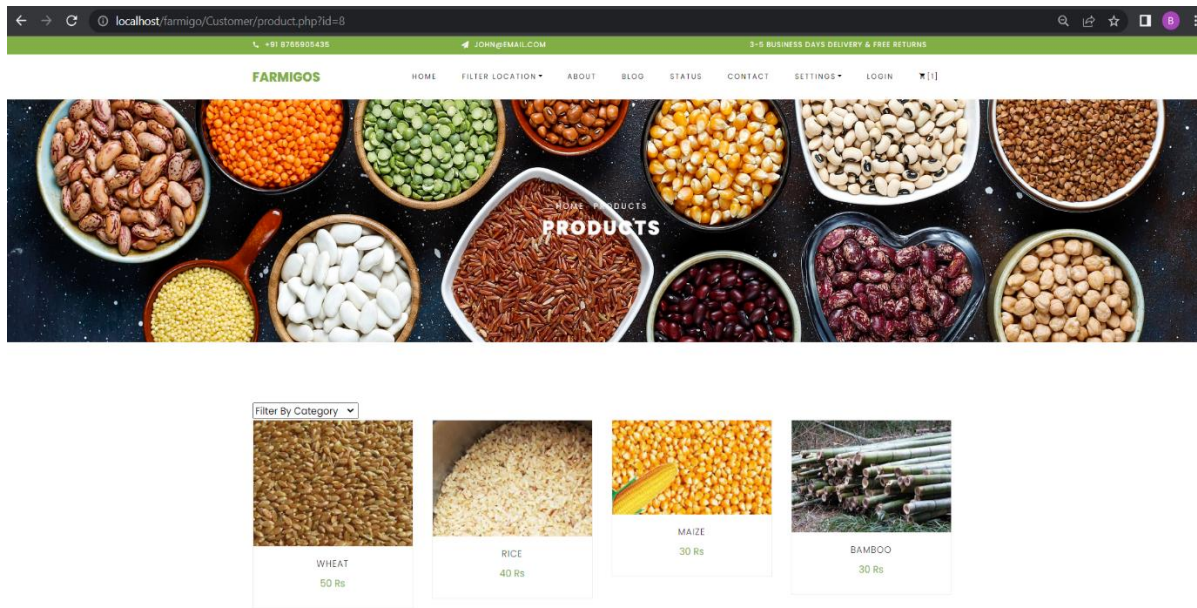 localhost/farmigo/Customer/product.php?id=8
B
+91 8765905435 JOHN@EMAIL.COM 3-5 BUSINESS DAYS DELIVERY & FREE RETURNS
FARMIGOS HOME FILTER LOCATION ABOUT BLOG STATUS CONTACT SETTINGS LOGIN [1]
HOME PRODUCTS
PRODUCTS
Filter By Category
WHEAT
50 Rs
RICE
40 Rs
MAIZE
30 Rs
BAMBOO
30 Rs